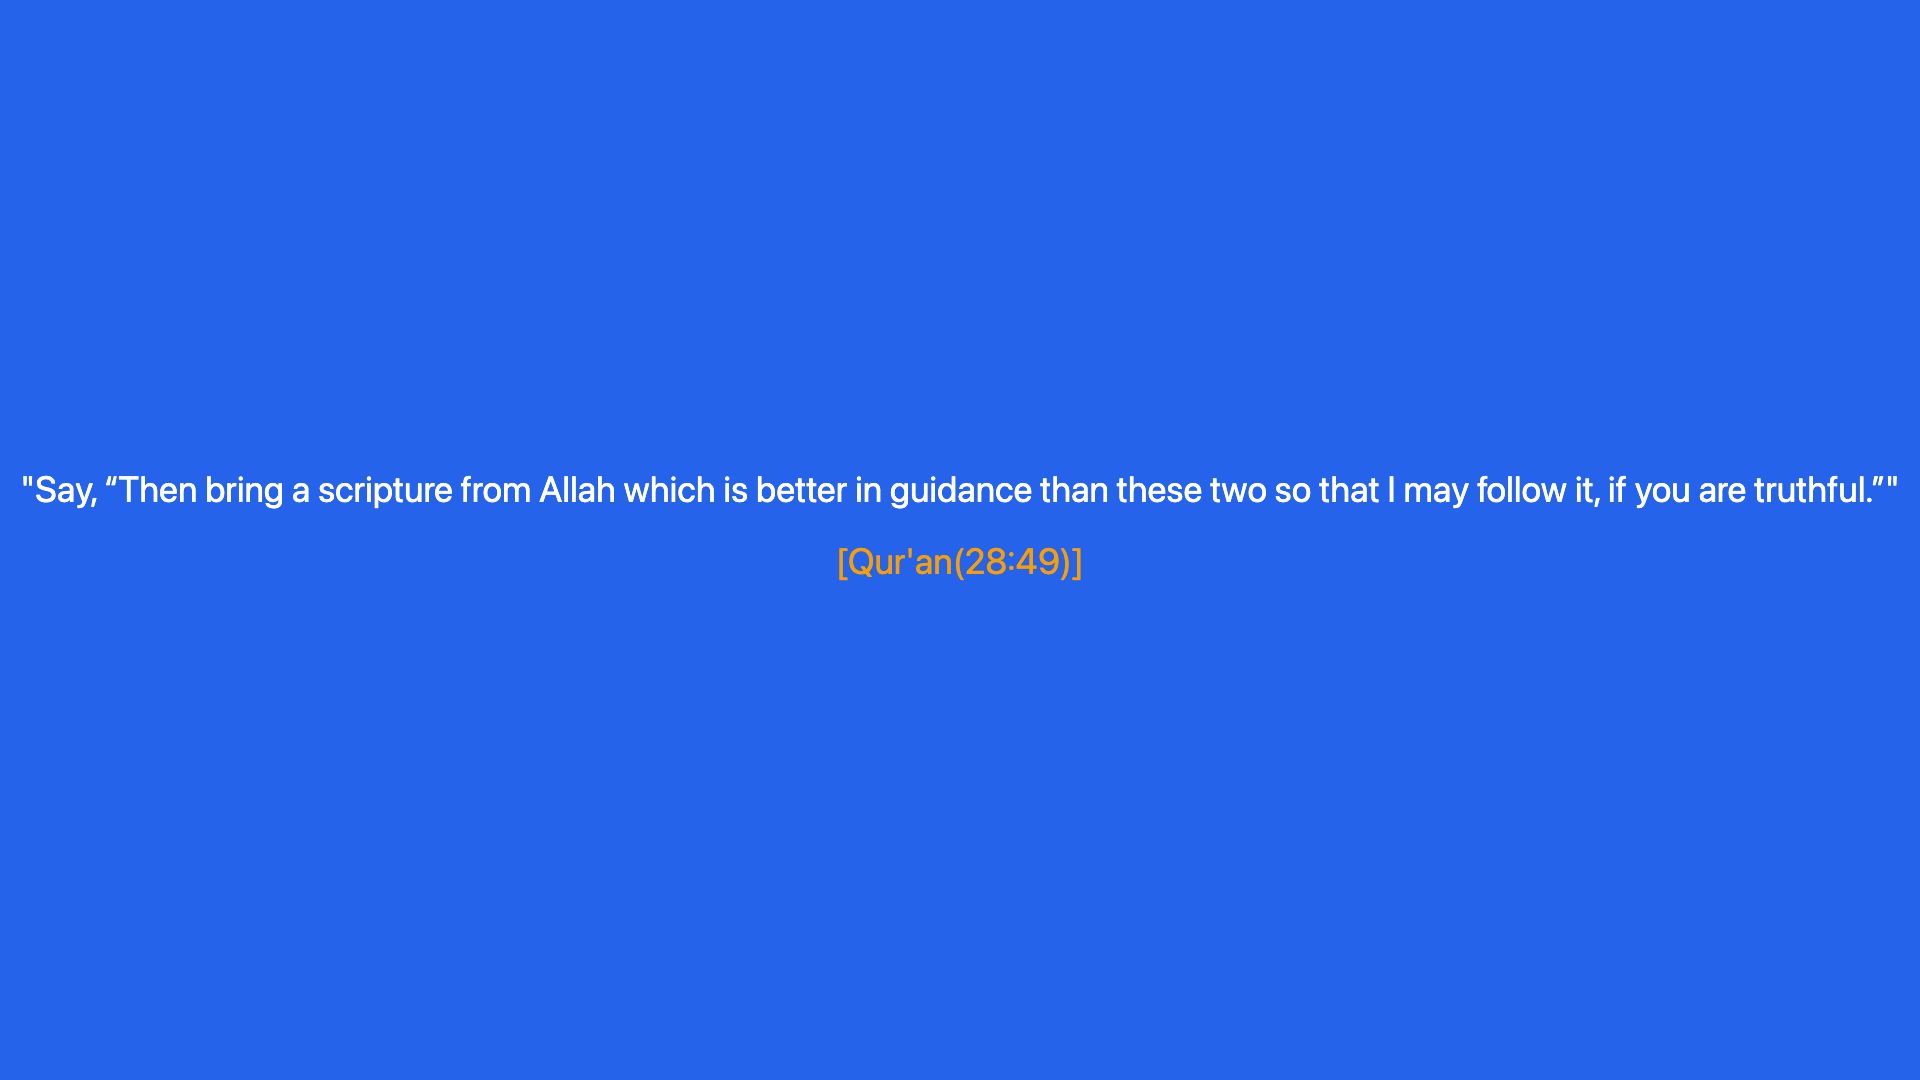 "Say, “Then bring a scripture from Allah which is better in guidance than these two so that I may follow it, if you are truthful.”"
[Qur'an(28:49)]